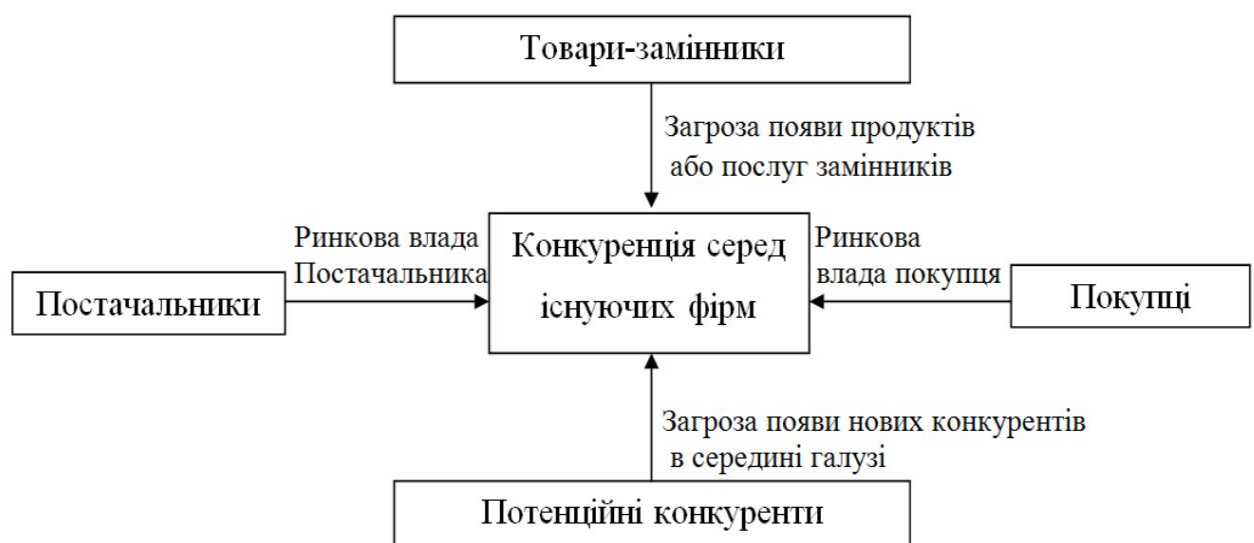 Товари-замінники
Загроза появи продуктів
або послуг замінників
Ринкова влада
Постачальника
Конкуренція серед
існуючих фірм
Ринкова
влада покупця
Постачальники
Покупці
Загроза появи нових конкурентів
в середині галузі
Потенційні конкуренти